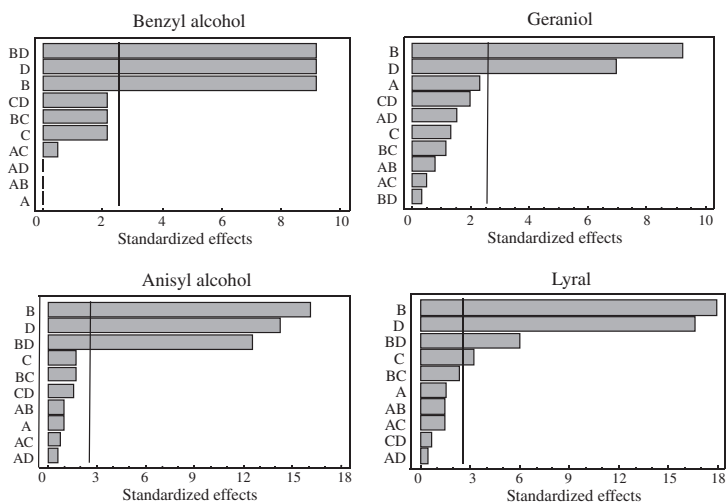 Benzyl alcohol
BD
D
B
CD
BC
C
AC
AD
AB
A
0 2 4 6 8 10
Standardized effects
Geraniol
B
D
A
CD
AD
C
BC
AB
AC
BD
0 2 4 6 8 10
Standardized effects
Anisyl alcohol
B
D
BD
C
BC
CD
AB
A
AC
AD
0 3 6 9 12 15 18
Standardized effects
Lyral
B
D
BD
C
BC
A
AB
AC
CD
AD
0 3 6 9 12 15 18
Standardized effects